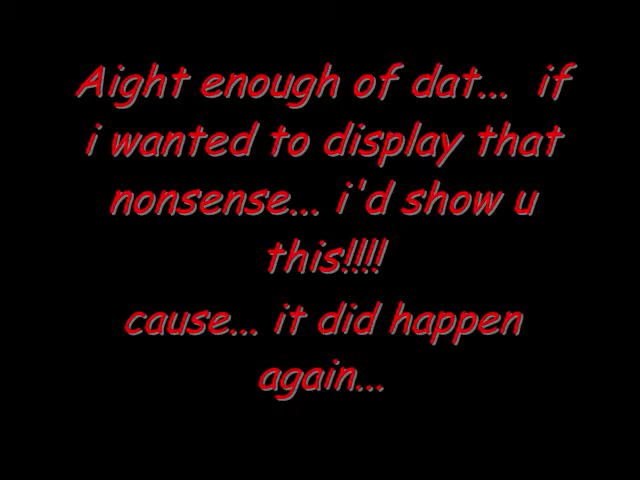 Aight enough of dat... if
i wanted to display that
nonsense... i'd show u
this!!!!
cause... it did happen
again...